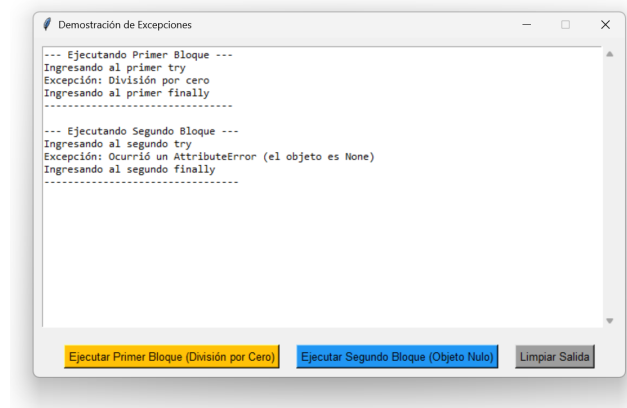 Demostración de Excepciones
--- Ejecutando Primer Bloque ---
Ingresando al primer try
Excepción: División por cero
Ingresando al primer finally
--------------------------------
--- Ejecutando Segundo Bloque ---
Ingresando al segundo try
Excepción: Ocurrió un AttributeError (el objeto es None)
Ingresando al segundo finally
---------------------------------
Ejecutar Primer Bloque (División por Cero) Ejecutar Segundo Bloque (Objeto Nulo) Limpiar Salida